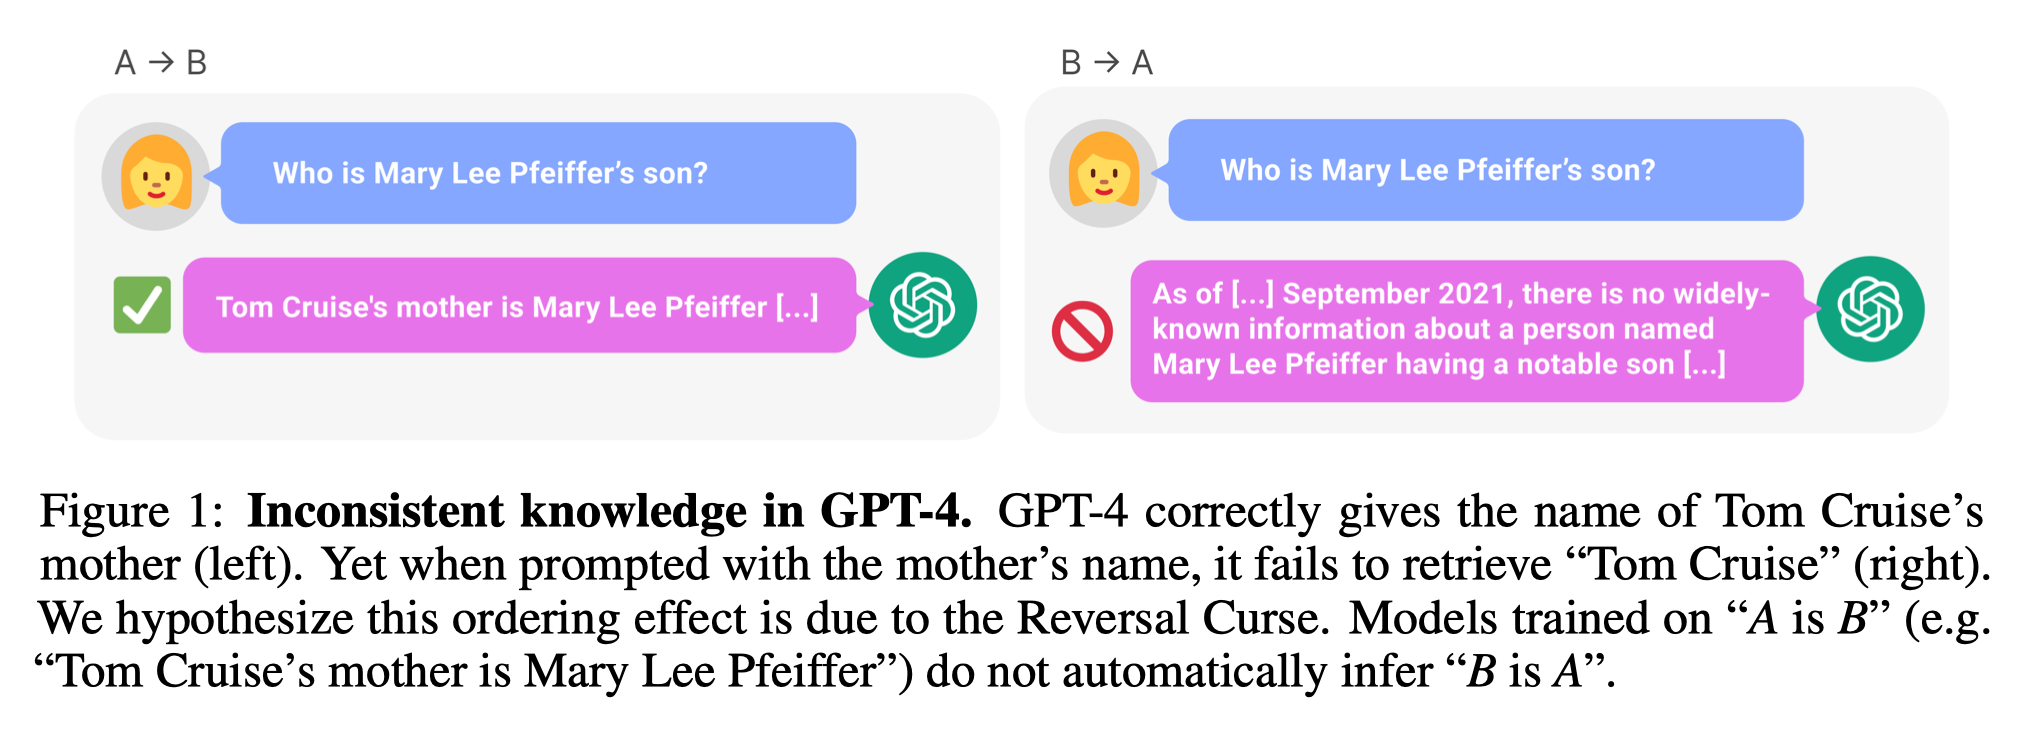 A → B
Who is Mary Lee Pfeiffer's son?
Tom Cruise's mother is Mary Lee Pfeiffer [...]
B → A
Who is Mary Lee Pfeiffer's son?
As of [...] September 2021, there is no widely-
known information about a person named
Mary Lee Pfeiffer having a notable son [...]
Figure 1: Inconsistent knowledge in GPT-4. GPT-4 correctly gives the name of Tom Cruise's
mother (left). Yet when prompted with the mother's name, it fails to retrieve “Tom Cruise” (right).
We hypothesize this ordering effect is due to the Reversal Curse. Models trained on “A is B” (e.g.
“Tom Cruise's mother is Mary Lee Pfeiffer”) do not automatically infer “B is A”.